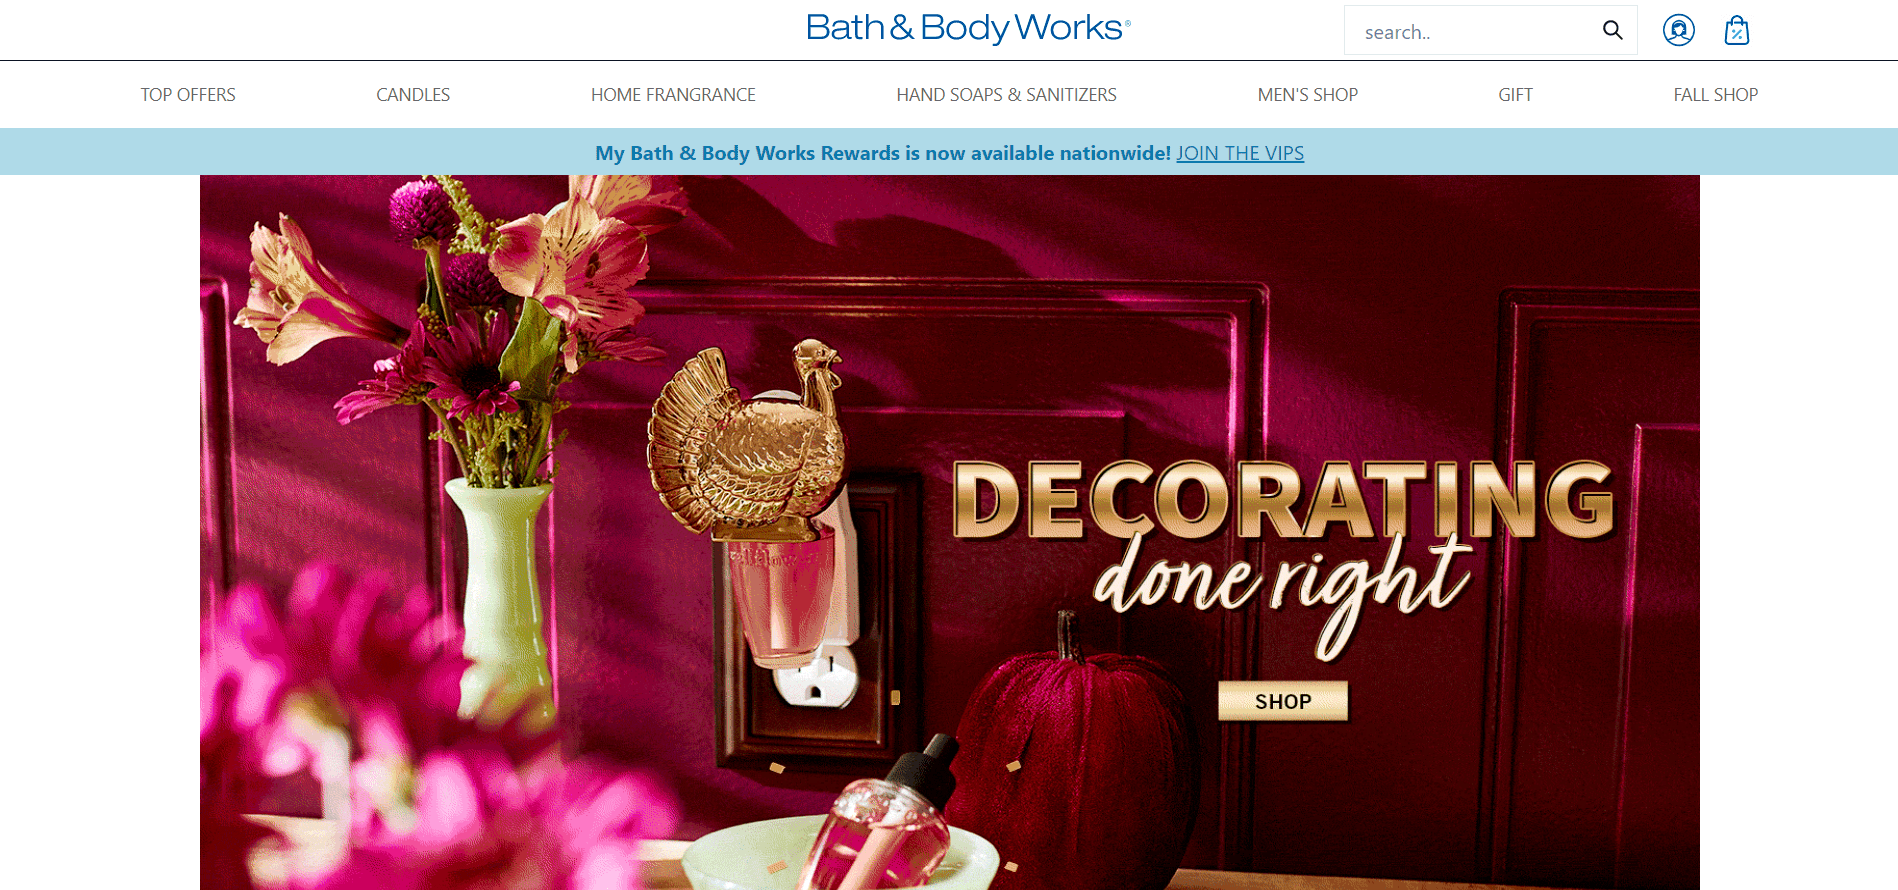 Bath & Body Works®
search..
TOP OFFERS
CANDLES
HOME FRANGRANCE
HAND SOAPS & SANITIZERS
MEN'S SHOP
GIFT
FALL SHOP
My Bath & Body Works Rewards is now available nationwide! JOIN THE VIPS
DECORATING
done right
SHOP